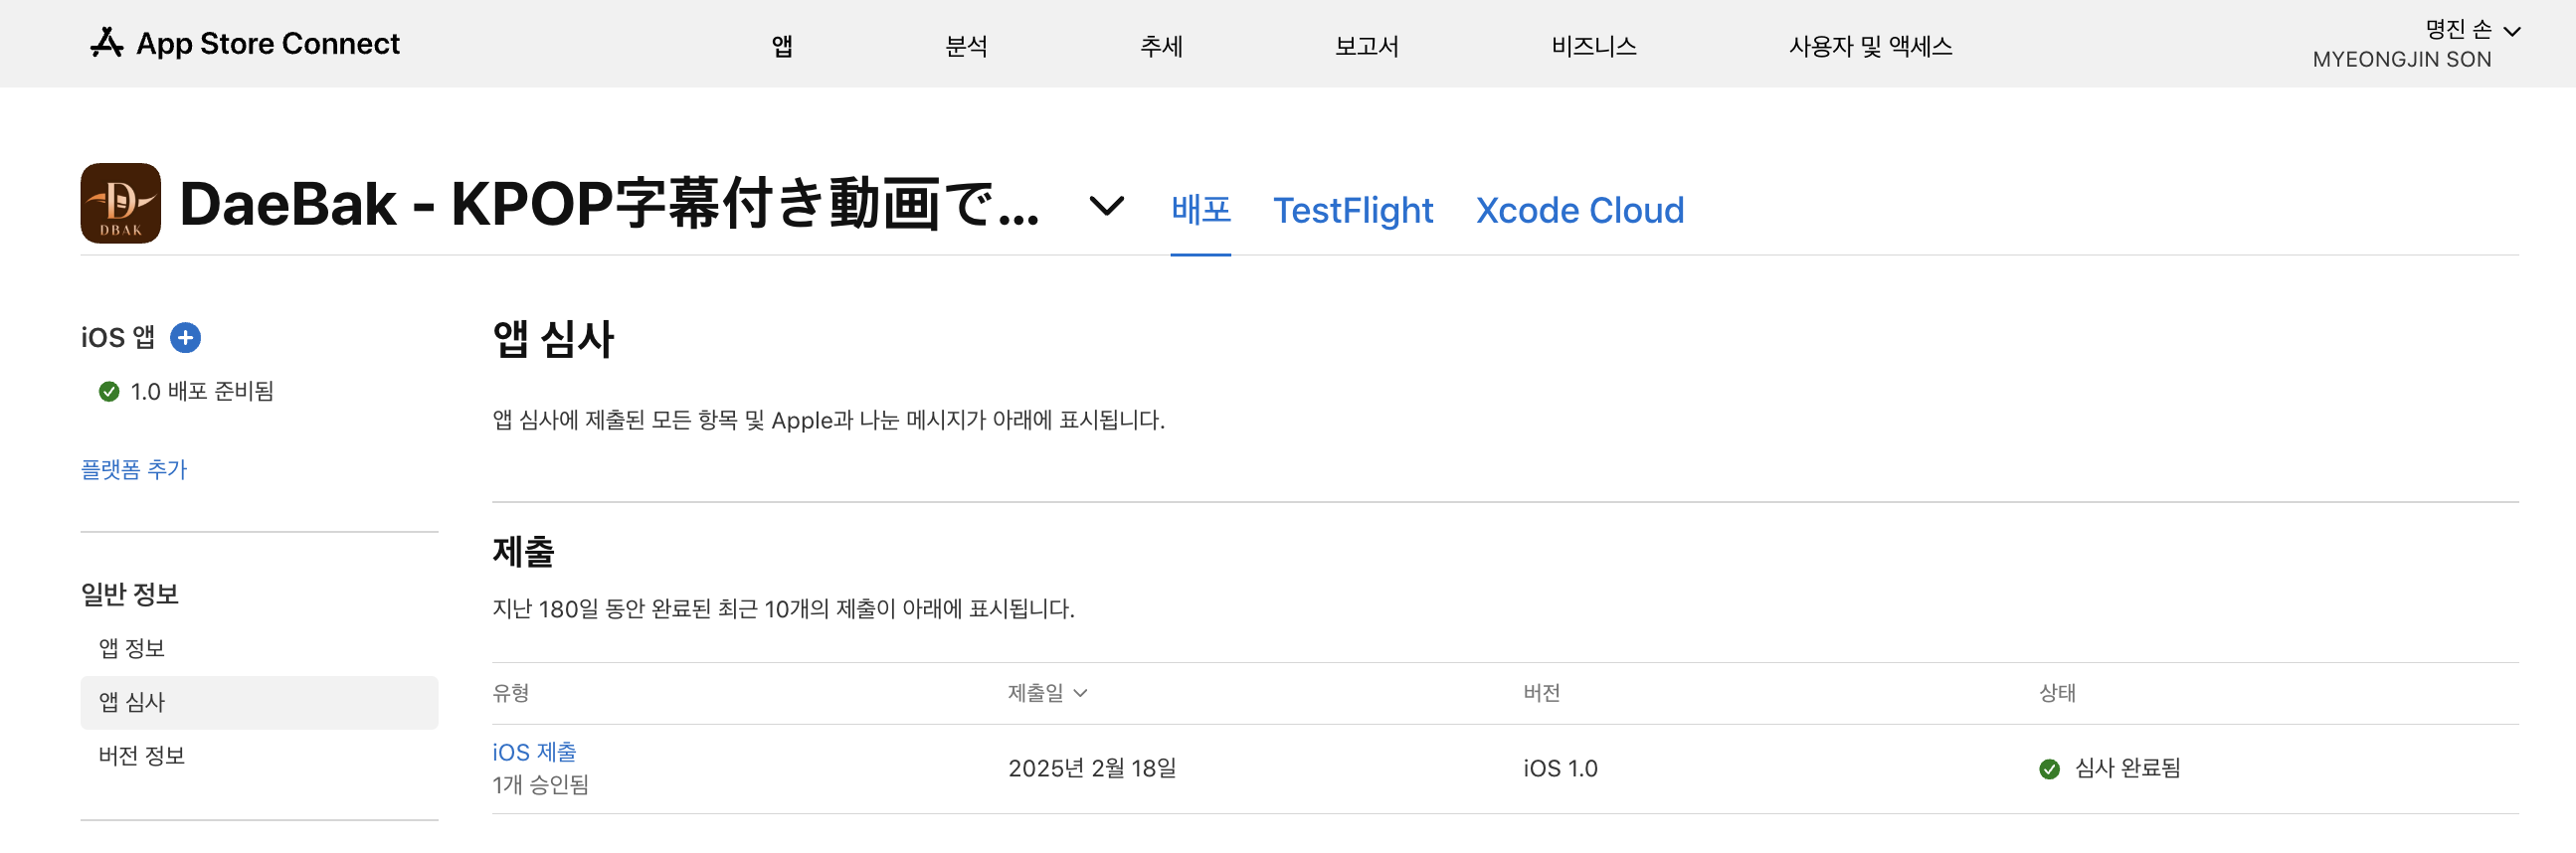 App Store Connect
앱
분석
추세
보고서
비즈니스
사용자 및 액세스
명진 손
MYEONGJIN SON
D
DBAK
DaeBak - KPOP字幕付き動画で...
배포
TestFlight
Xcode Cloud
iOS 앱
1.0 배포 준비됨
플랫폼 추가
일반 정보
앱 정보
앱 심사
버전 정보
앱 심사
앱 심사에 제출된 모든 항목 및 Apple과 나눈 메시지가 아래에 표시됩니다.
제출
지난 180일 동안 완료된 최근 10개의 제출이 아래에 표시됩니다.
유형 제출일 버전 상태
iOS 제출
1개 승인됨
2025년 2월 18일
iOS 1.0
심사 완료됨